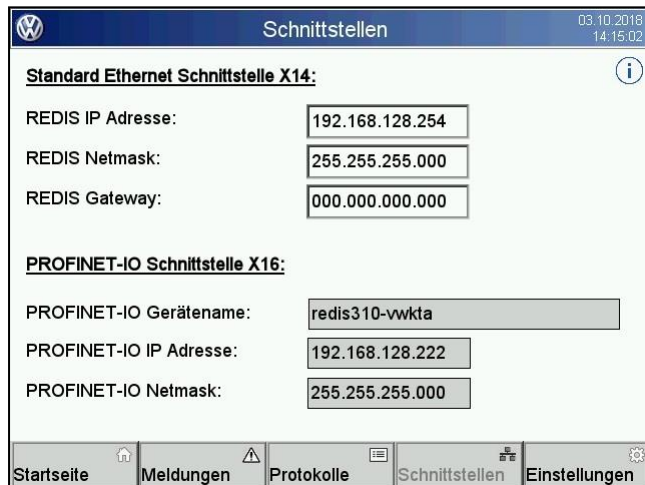 Schnittstellen
03.10.2018
14:15:02
Standard Ethernet Schnittstelle X14:
REDIS IP Adresse: 192.168.128.254
REDIS Netmask: 255.255.255.000
REDIS Gateway: 000.000.000.000
PROFINET-IO Schnittstelle X16:
PROFINET-IO Gerätename: redis310-vwkta
PROFINET-IO IP Adresse: 192.168.128.222
PROFINET-IO Netmask: 255.255.255.000
Startseite Meldungen Protokolle Schnittstellen Einstellungen